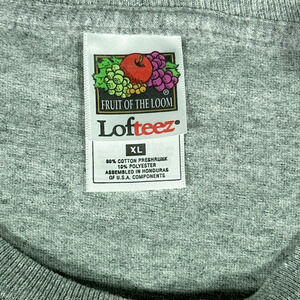 FRUIT OF THE LOOM®
Lofteez®
XL
90% COTTON PRESHRUNK
10% POLYESTER
ASSEMBLED IN HONDURAS
OF U.S.A. COMPONENTS